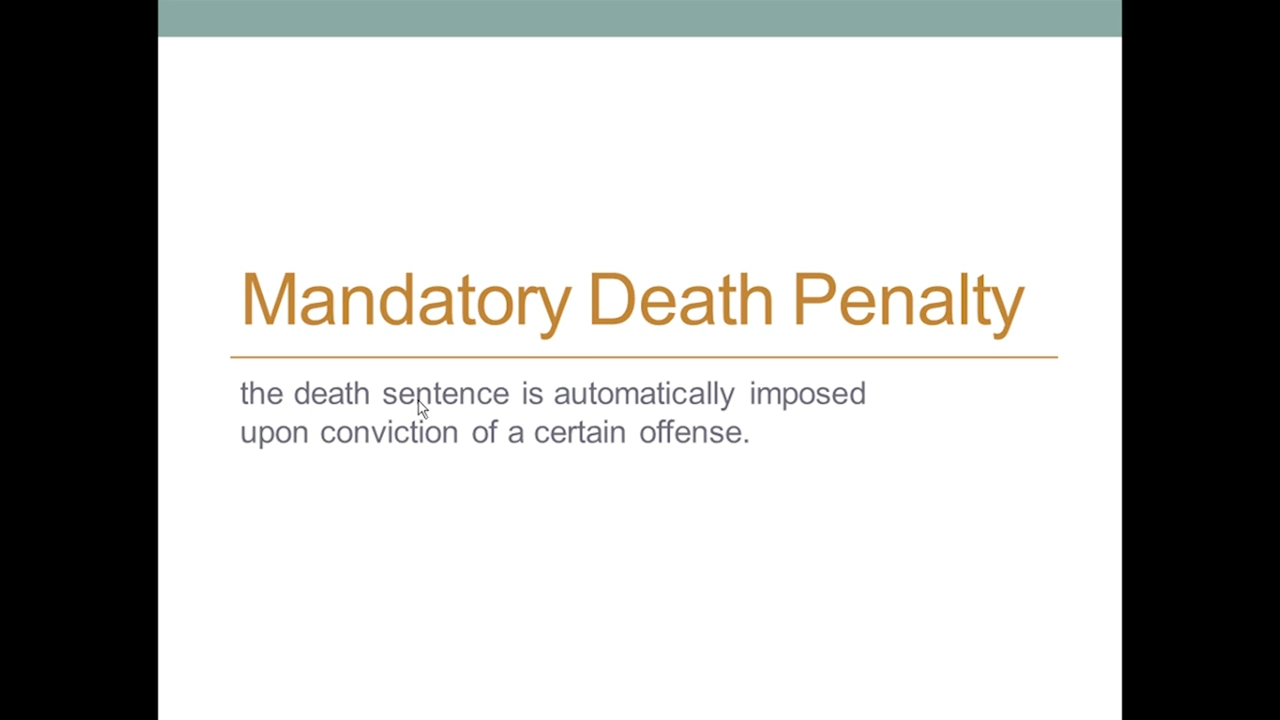 Mandatory Death Penalty
the death sentence is automatically imposed
upon conviction of a certain offense.